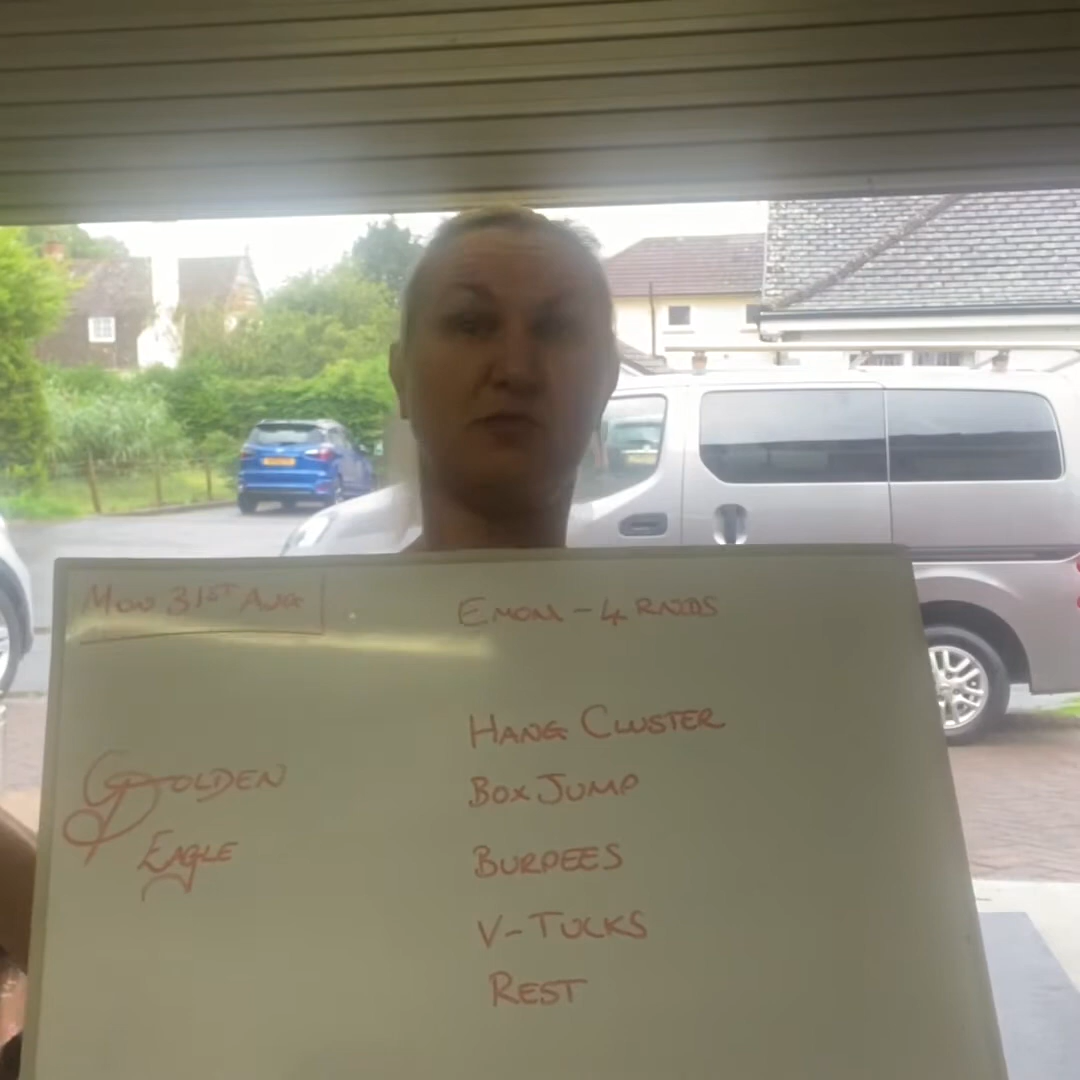 Mon 31st Aug
Emom - 4 RNDS
Golden
Eagle
Hang Cluster
Box Jump
Burpees
V-Tucks
Rest